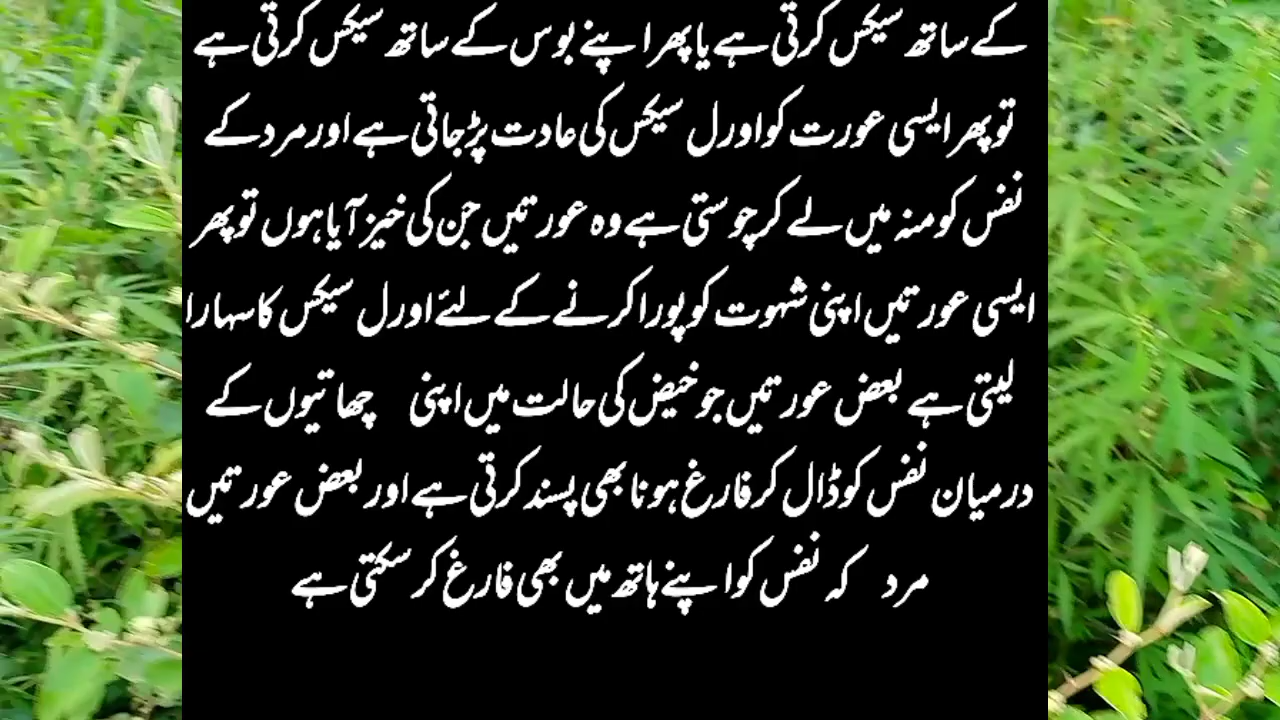 کے ساتھ سیکس کرتی ہے یا پھر اپنے بوس کے ساتھ سیکس کرتی ہے
تو پھر ایسی عورت کو اورل سیکس کی عادت پڑ جاتی ہے اور مرد کے
نفس کو منہ میں لے کر چوستی ہے وہ عورتیں جن کی خیز آیا ہوں تو پھر
ایسی عورتیں اپنی شہوت کو پورا کرنے کے لئے اورل سیکس کا سہارا
لیتی ہے بعض عورتیں جو خیض کی حالت میں اپنی چھاتیوں کے
درمیان نفس کو ڈال کر فارغ ہونا بھی پسند کرتی ہے اور بعض عورتیں
مرد کہ نفس کو اپنے ہاتھ میں بھی فارغ کر سکتی ہے